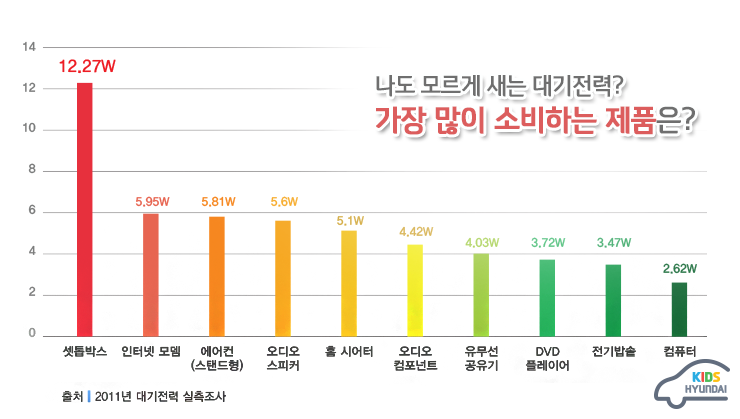 나도 모르게 새는 대기전력?
가장 많이 소비하는 제품은?
14
12
10
8
6
4
2
0
12.27W
5.95W
5.81W
5.6W
5.1W
4.42W
4.03W
3.72W
3.47W
2.62W
셋톱박스
인터넷 모뎀
에어컨
(스탠드형)
오디오
스피커
홈 시어터
오디오
컴포넌트
유무선
공유기
DVD
플레이어
전기밥솥
컴퓨터
출처 | 2011년 대기전력 실측조사
KIDS
HYUNDAI